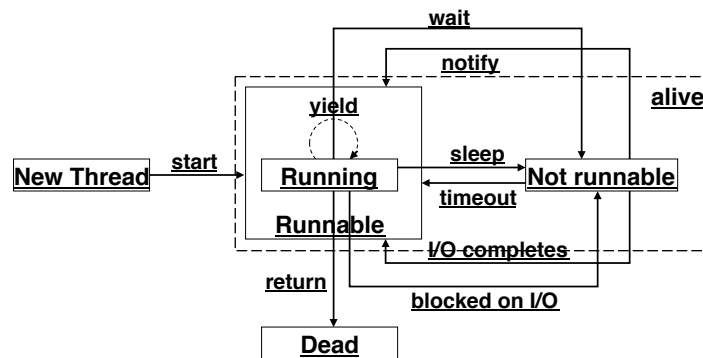 wait
notify
alive
yield
start
sleep
New Thread
Running
Not runnable
timeout
Runnable
I/O completes
return
blocked on I/O
Dead